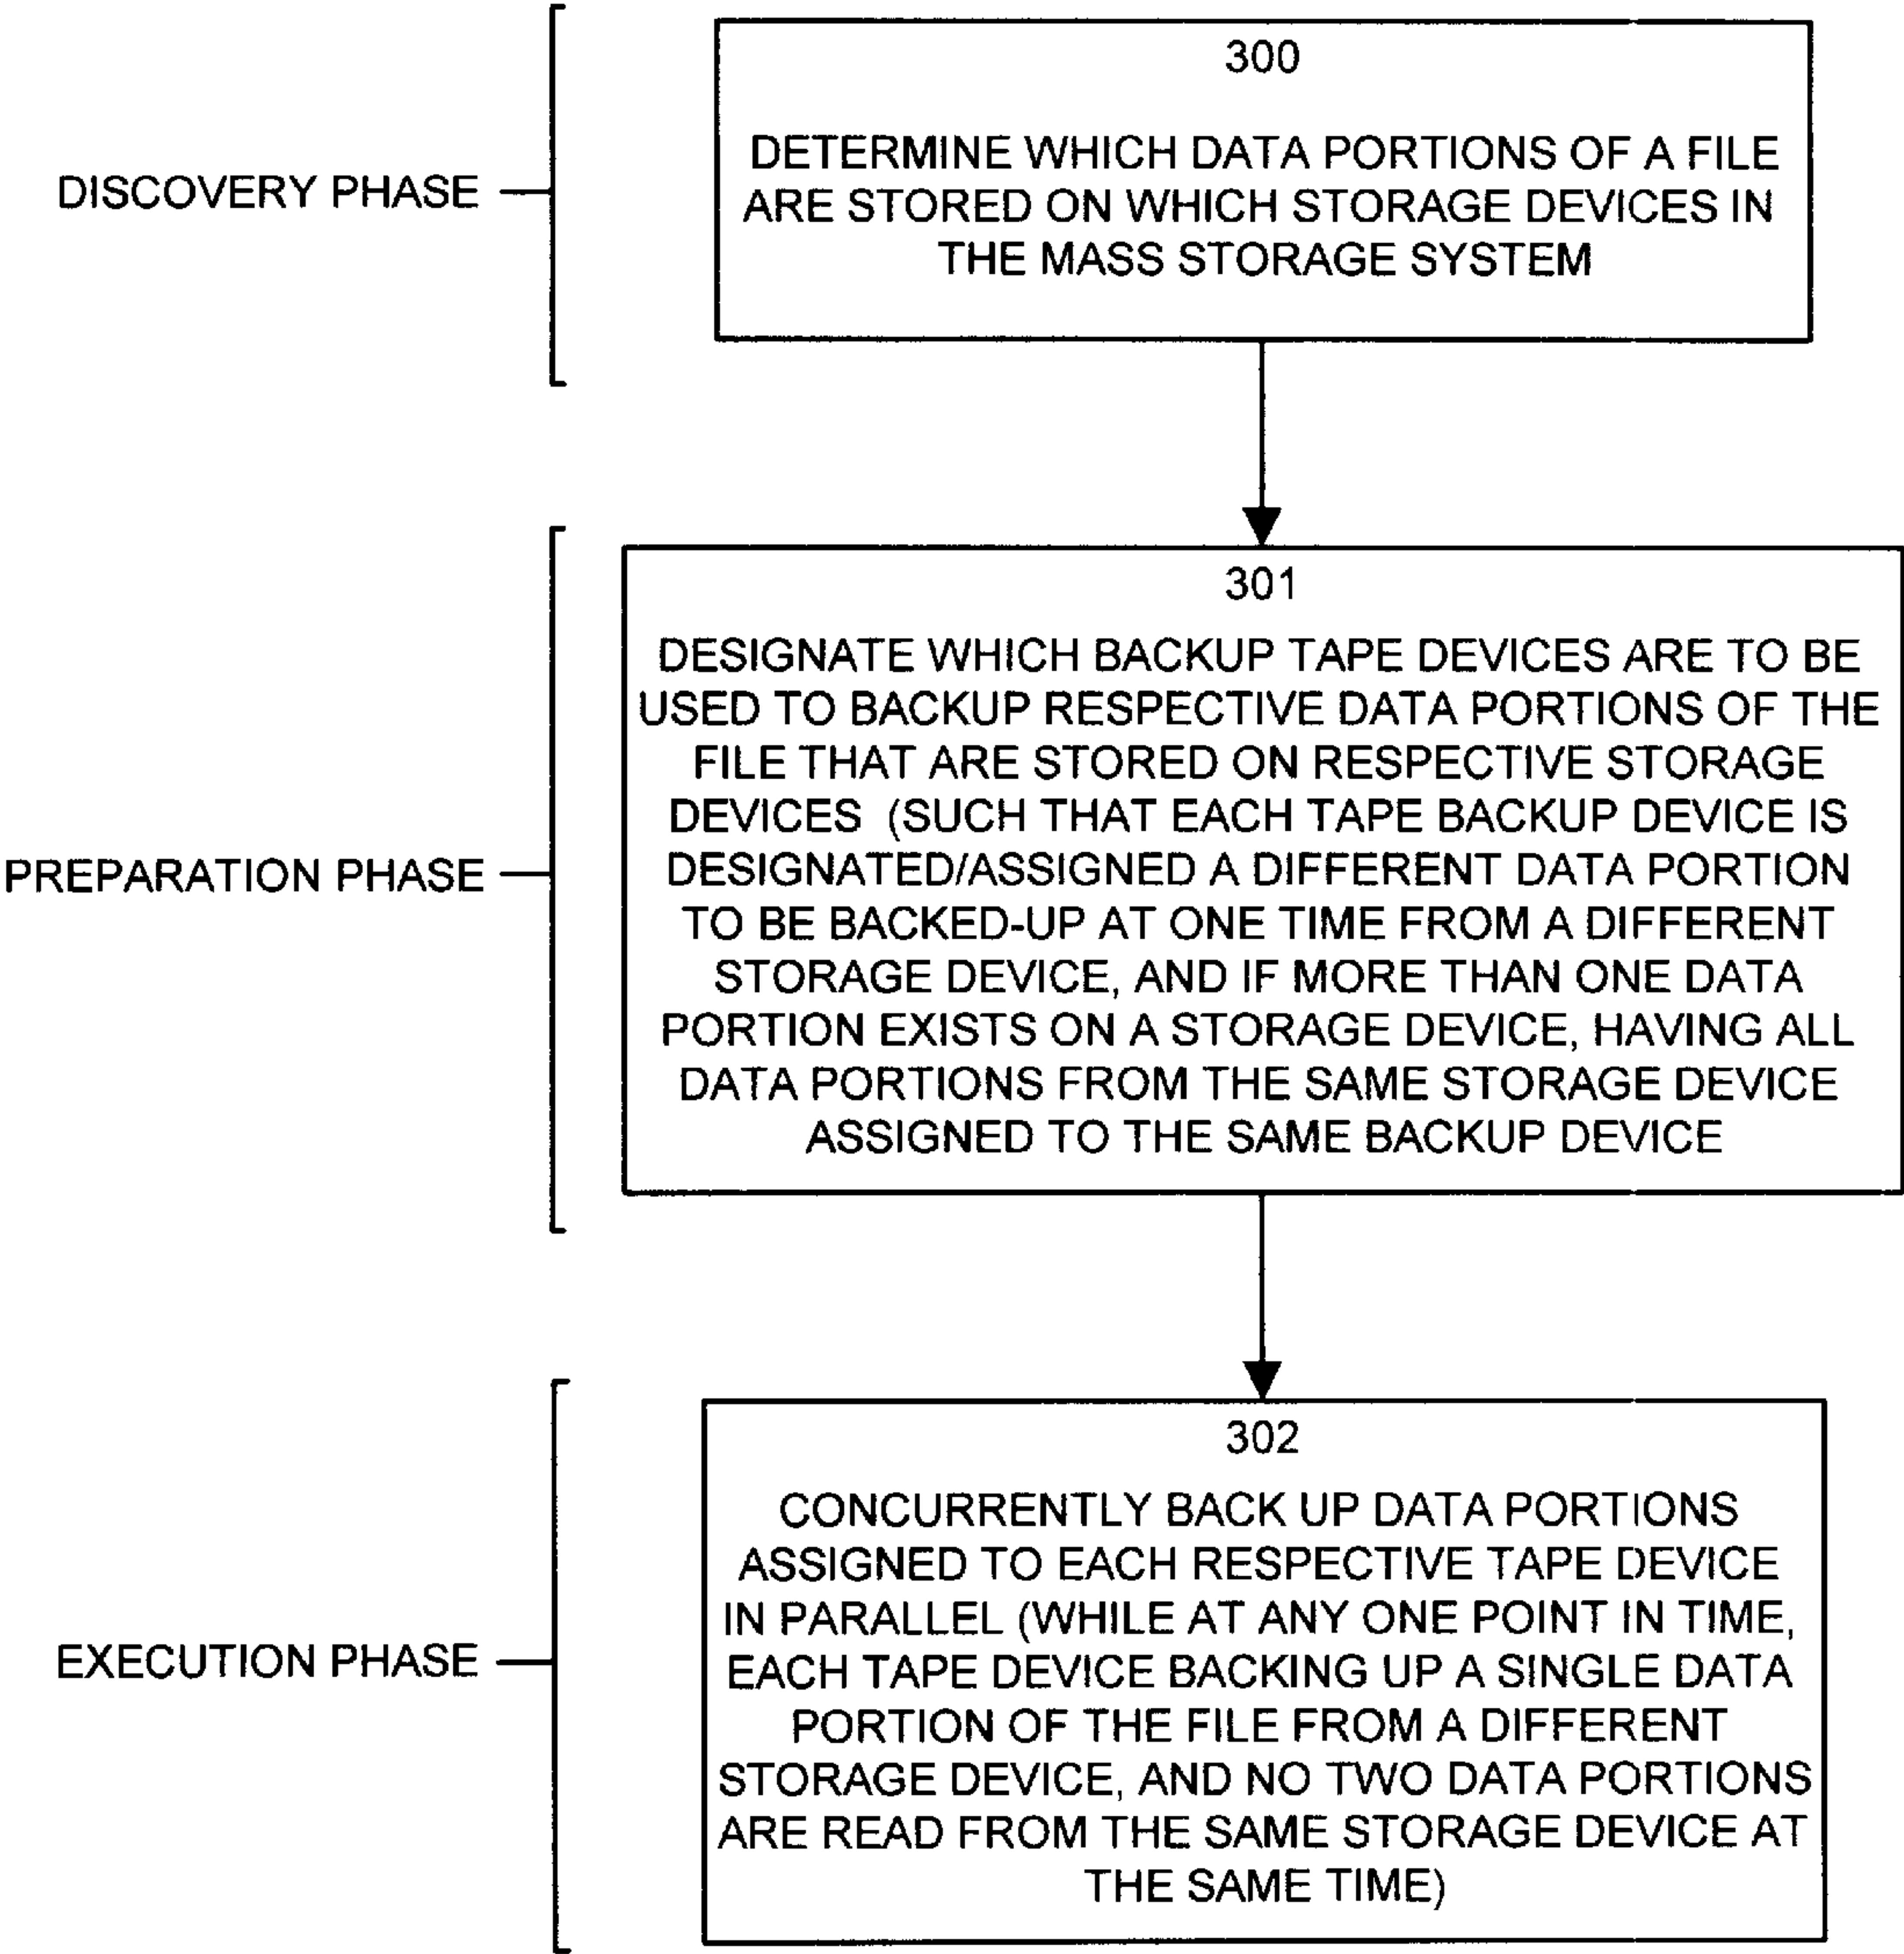 300
DISCOVERY PHASE
DETERMINE WHICH DATA PORTIONS OF A FILE
ARE STORED ON WHICH STORAGE DEVICES IN
THE MASS STORAGE SYSTEM
301
PREPARATION PHASE
DESIGNATE WHICH BACKUP TAPE DEVICES ARE TO BE
USED TO BACKUP RESPECTIVE DATA PORTIONS OF THE
FILE THAT ARE STORED ON RESPECTIVE STORAGE
DEVICES (SUCH THAT EACH TAPE BACKUP DEVICE IS
DESIGNATED/ASSIGNED A DIFFERENT DATA PORTION
TO BE BACKED-UP AT ONE TIME FROM A DIFFERENT
STORAGE DEVICE, AND IF MORE THAN ONE DATA
PORTION EXISTS ON A STORAGE DEVICE, HAVING ALL
DATA PORTIONS FROM THE SAME STORAGE DEVICE
ASSIGNED TO THE SAME BACKUP DEVICE
302
EXECUTION PHASE
CONCURRENTLY BACK UP DATA PORTIONS
ASSIGNED TO EACH RESPECTIVE TAPE DEVICE
IN PARALLEL (WHILE AT ANY ONE POINT IN TIME,
EACH TAPE DEVICE BACKING UP A SINGLE DATA
PORTION OF THE FILE FROM A DIFFERENT
STORAGE DEVICE, AND NO TWO DATA PORTIONS
ARE READ FROM THE SAME STORAGE DEVICE AT
THE SAME TIME)